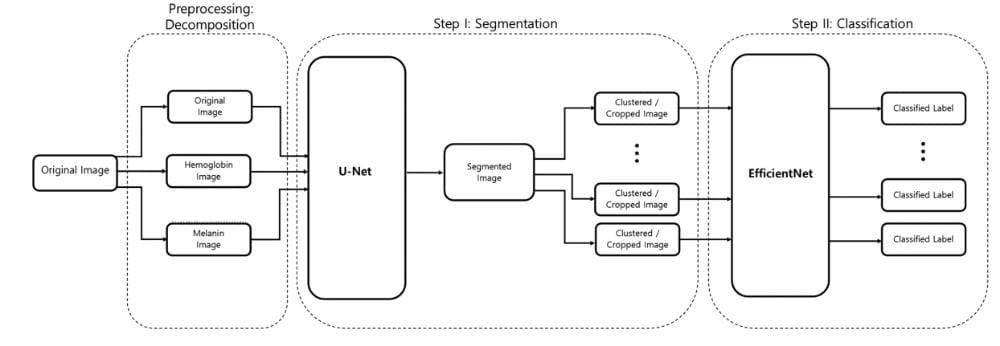 Preprocessing:
Decomposition
Step I: Segmentation
Step II: Classification
Original Image
Original
Image
Hemoglobin
Image
Melanin
Image
U-Net
Segmented
Image
Clustered /
Cropped Image
Clustered /
Cropped Image
Clustered /
Cropped Image
EfficientNet
Classified Label
Classified Label
Classified Label